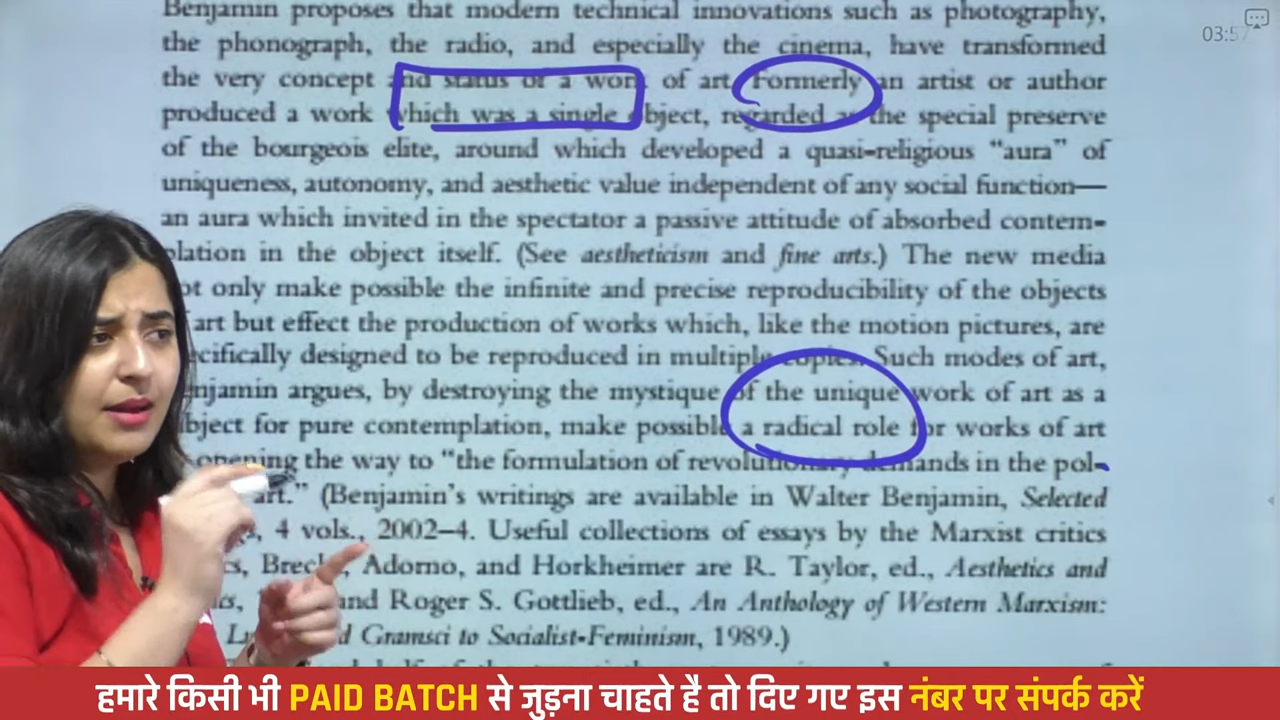 Benjamin proposes that modern technical innovations such as photography,
03:57
the phonograph, the radio, and especially the cinema, have transformed
the very concept and status of a work of art. Formerly an artist or author
produced a work which was a single object, regarded as the special preserve
of the bourgeois elite, around which developed a quasi-religious “aura” of
uniqueness, autonomy, and aesthetic value independent of any social function—
an aura which invited in the spectator a passive attitude of absorbed contem-
plation in the object itself. (See aestheticism and fine arts.) The new media
not only make possible the infinite and precise reproducibility of the objects
art but effect the production of works which, like the motion pictures, are
specifically designed to be reproduced in multiple copies. Such modes of art,
Benjamin argues, by destroying the mystique of the unique work of art as a
subject for pure contemplation, make possible a radical role for works of art
opening the way to “the formulation of revolutionary demands in the pol-
art.” (Benjamin’s writings are available in Walter Benjamin, Selected
4 vols., 2002–4. Useful collections of essays by the Marxist critics
Brecht, Adorno, and Horkheimer are R. Taylor, ed., Aesthetics and
and Roger S. Gottlieb, ed., An Anthology of Western Marxism:
Gramsci to Socialist-Feminism, 1989.)
हमारे किसी भी PAID BATCH से जुड़ना चाहते है तो दिए गए इस नंबर पर संपर्क करें